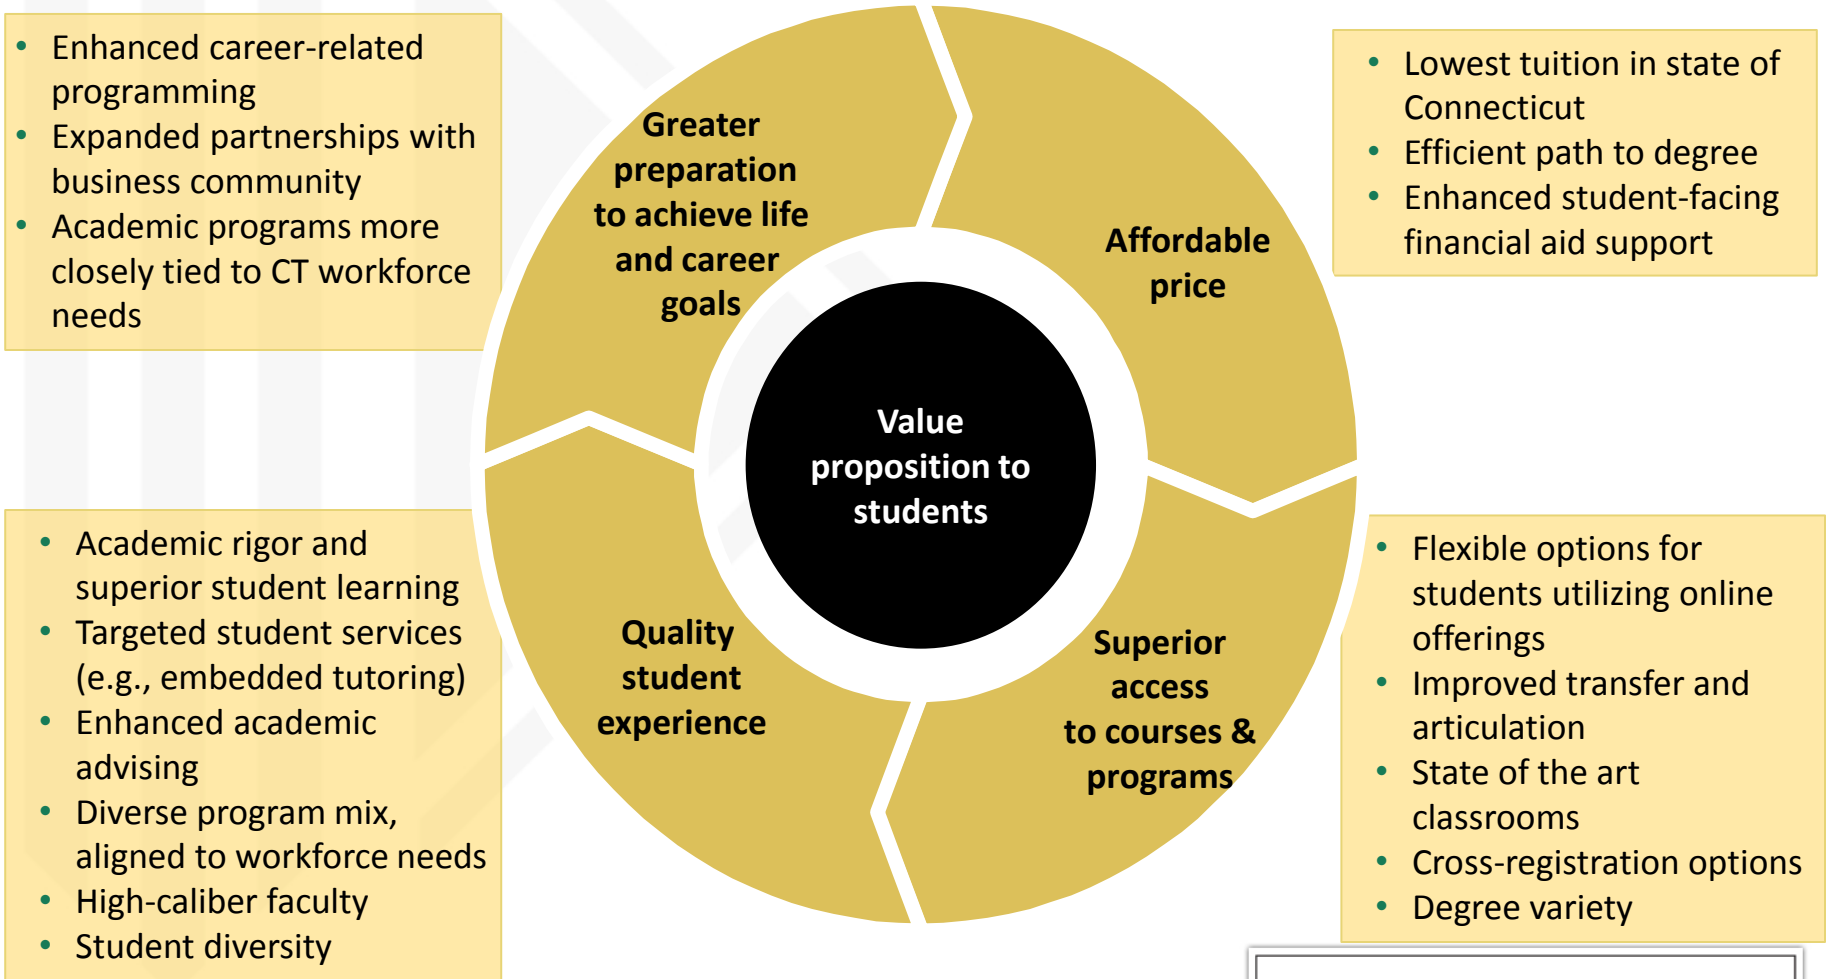 • Enhanced career-related
programming
• Expanded partnerships with
business community
• Academic programs more
closely tied to CT workforce
needs
Greater
preparation
to achieve life
and career
goals
Affordable
price
• Lowest tuition in state of
Connecticut
• Efficient path to degree
• Enhanced student-facing
financial aid support
Value
proposition to
students
• Academic rigor and
superior student learning
• Targeted student services
(e.g., embedded tutoring)
• Enhanced academic
advising
• Diverse program mix,
aligned to workforce needs
• High-caliber faculty
• Student diversity
Quality
student
experience
Superior
access
to courses &
programs
• Flexible options for
students utilizing online
offerings
• Improved transfer and
articulation
• State of the art
classrooms
• Cross-registration options
• Degree variety